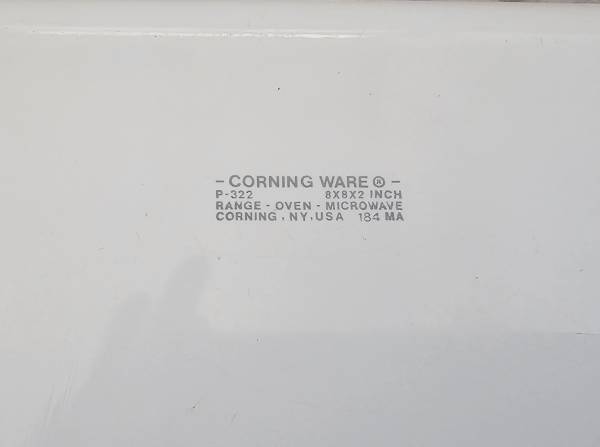 - CORNING WARE ® -
P-322 8X8X2 INCH
RANGE - OVEN - MICROWAVE
CORNING , NY, USA 184 MA